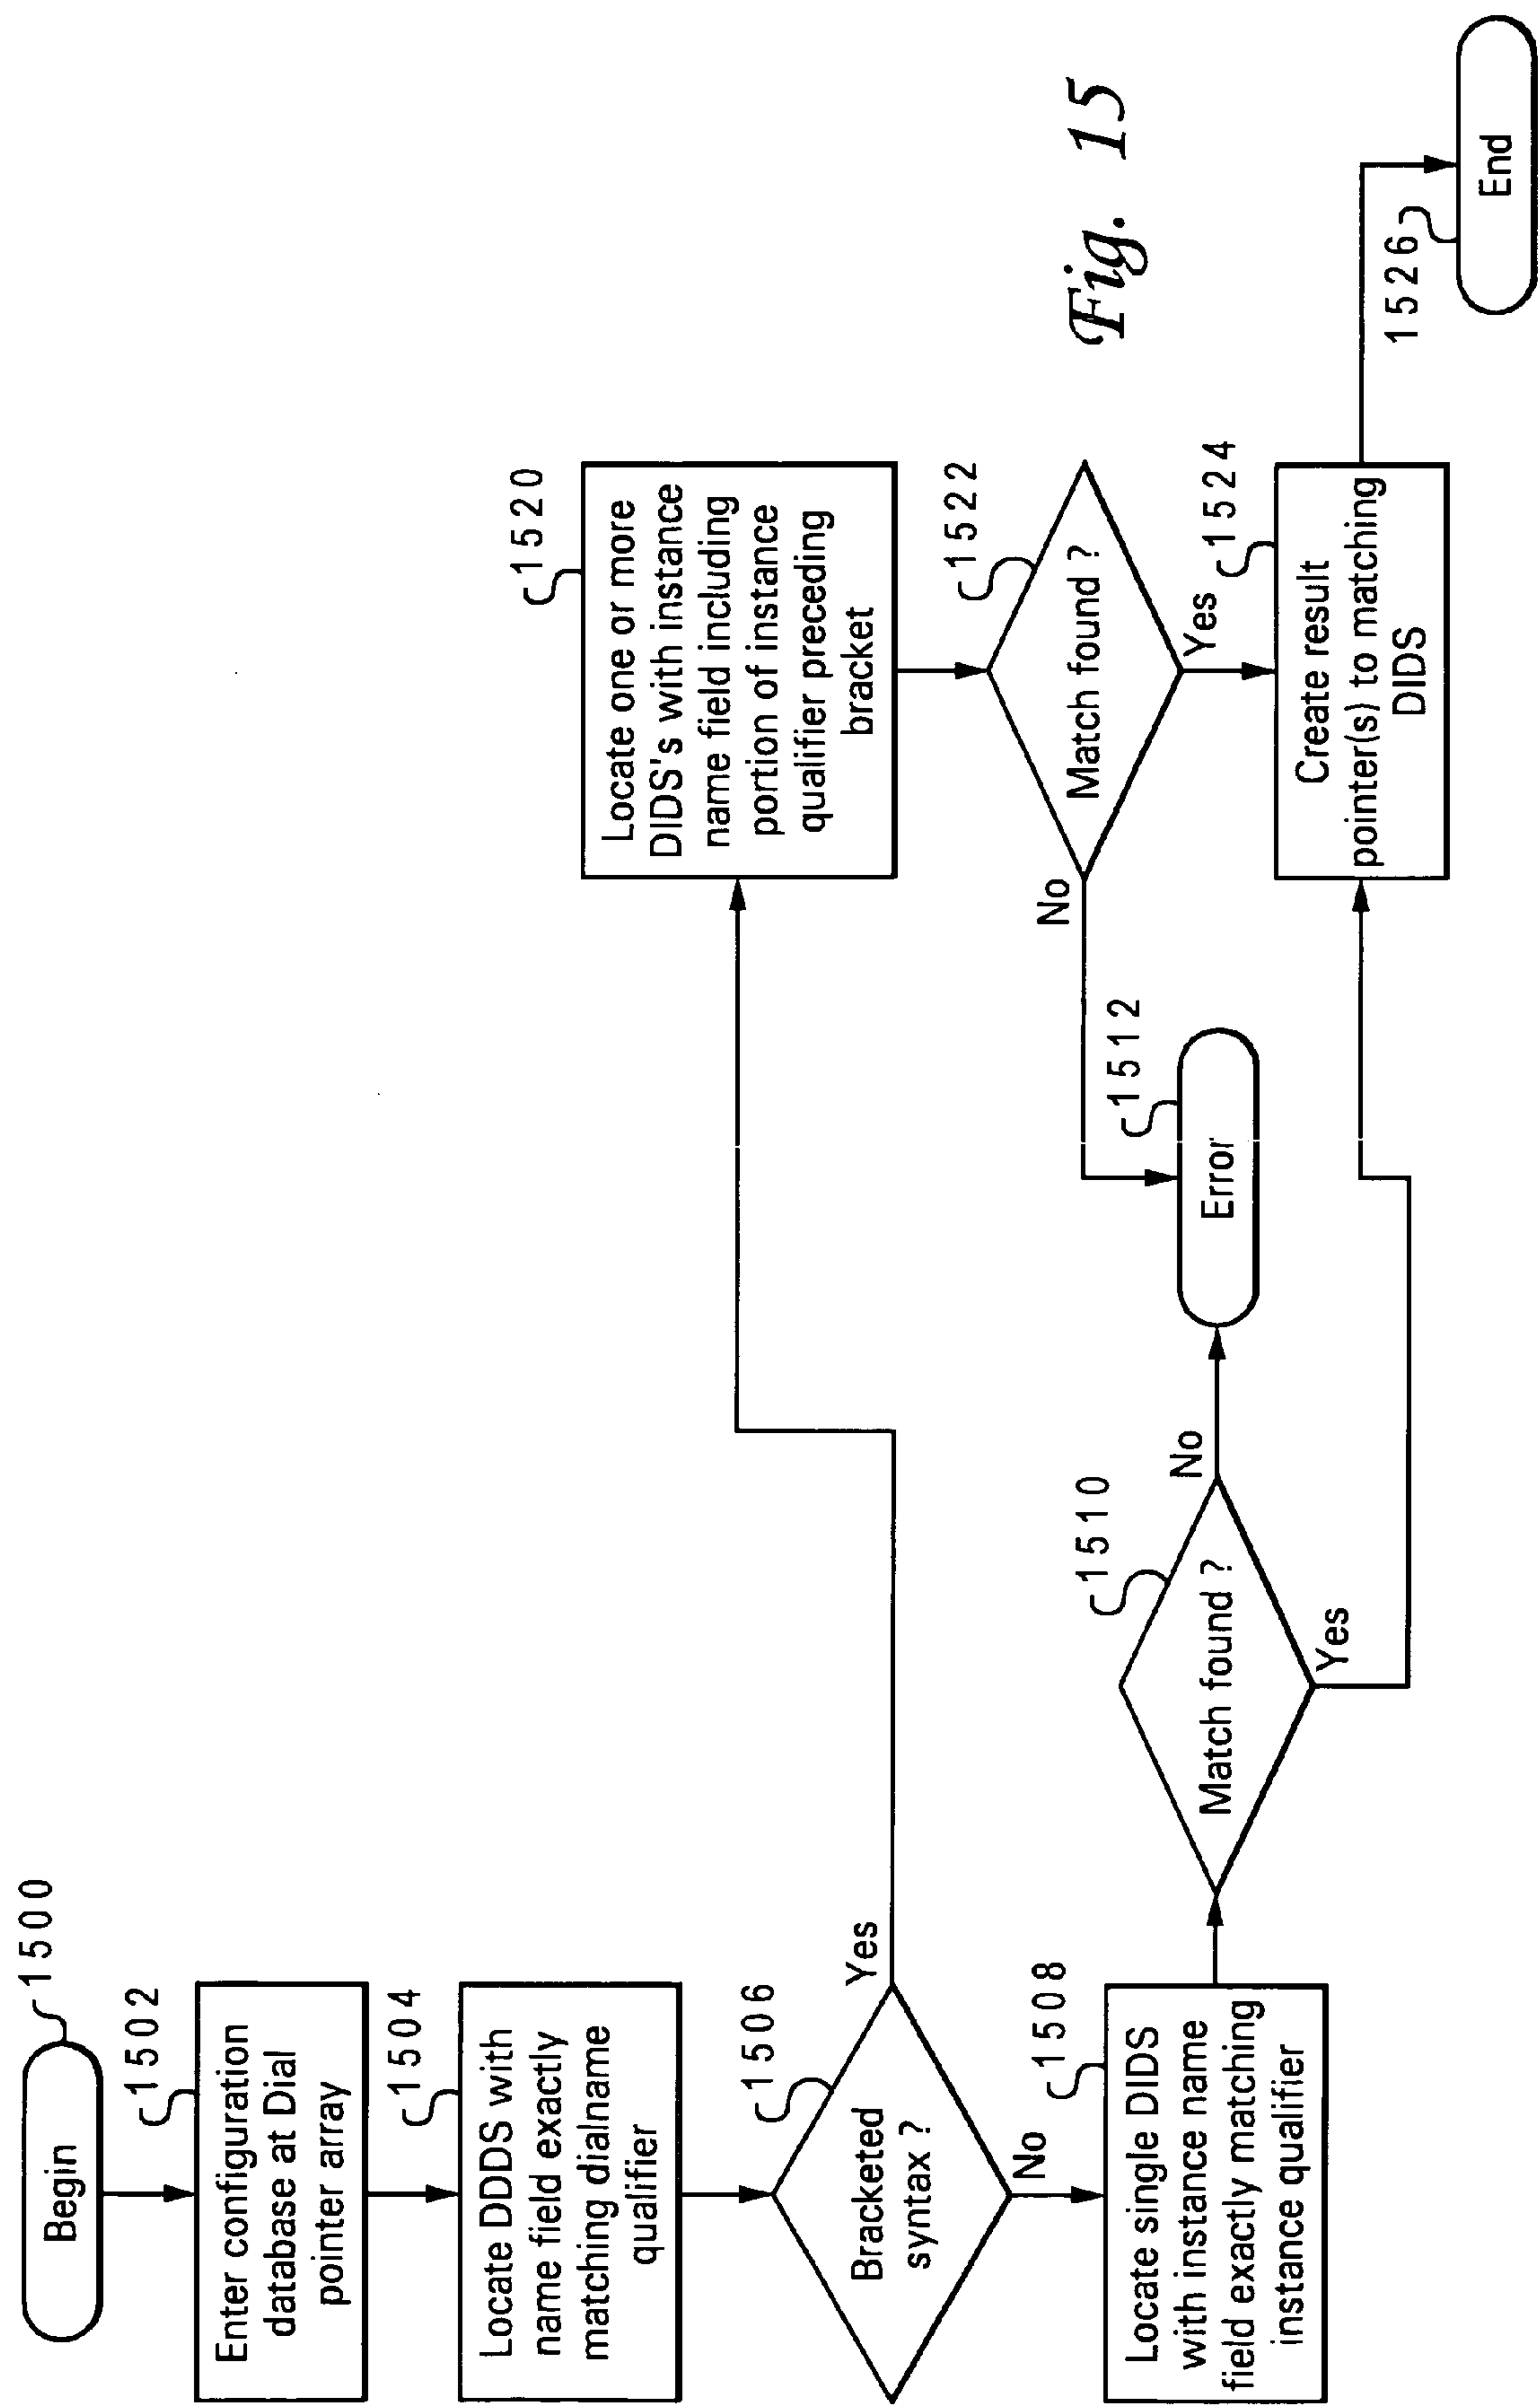 Begin
1500
1502
Enter configuration
database at Dial
pointer array
1504
Locate DDDS with
name field exactly
matching dialname
qualifier
1506
Bracketed
syntax ?
Yes
No
1508
Locate single DIDS
with instance name
field exactly matching
instance qualifier
1510
Match found ?
No
Yes
1512
Error
1520
Locate one or more
DIDS's with instance
name field including
portion of instance
qualifier preceding
bracket
1522
Match found ?
No
Yes
1524
Create result
pointer(s) to matching
DIDS
1526
End
Fig. 15